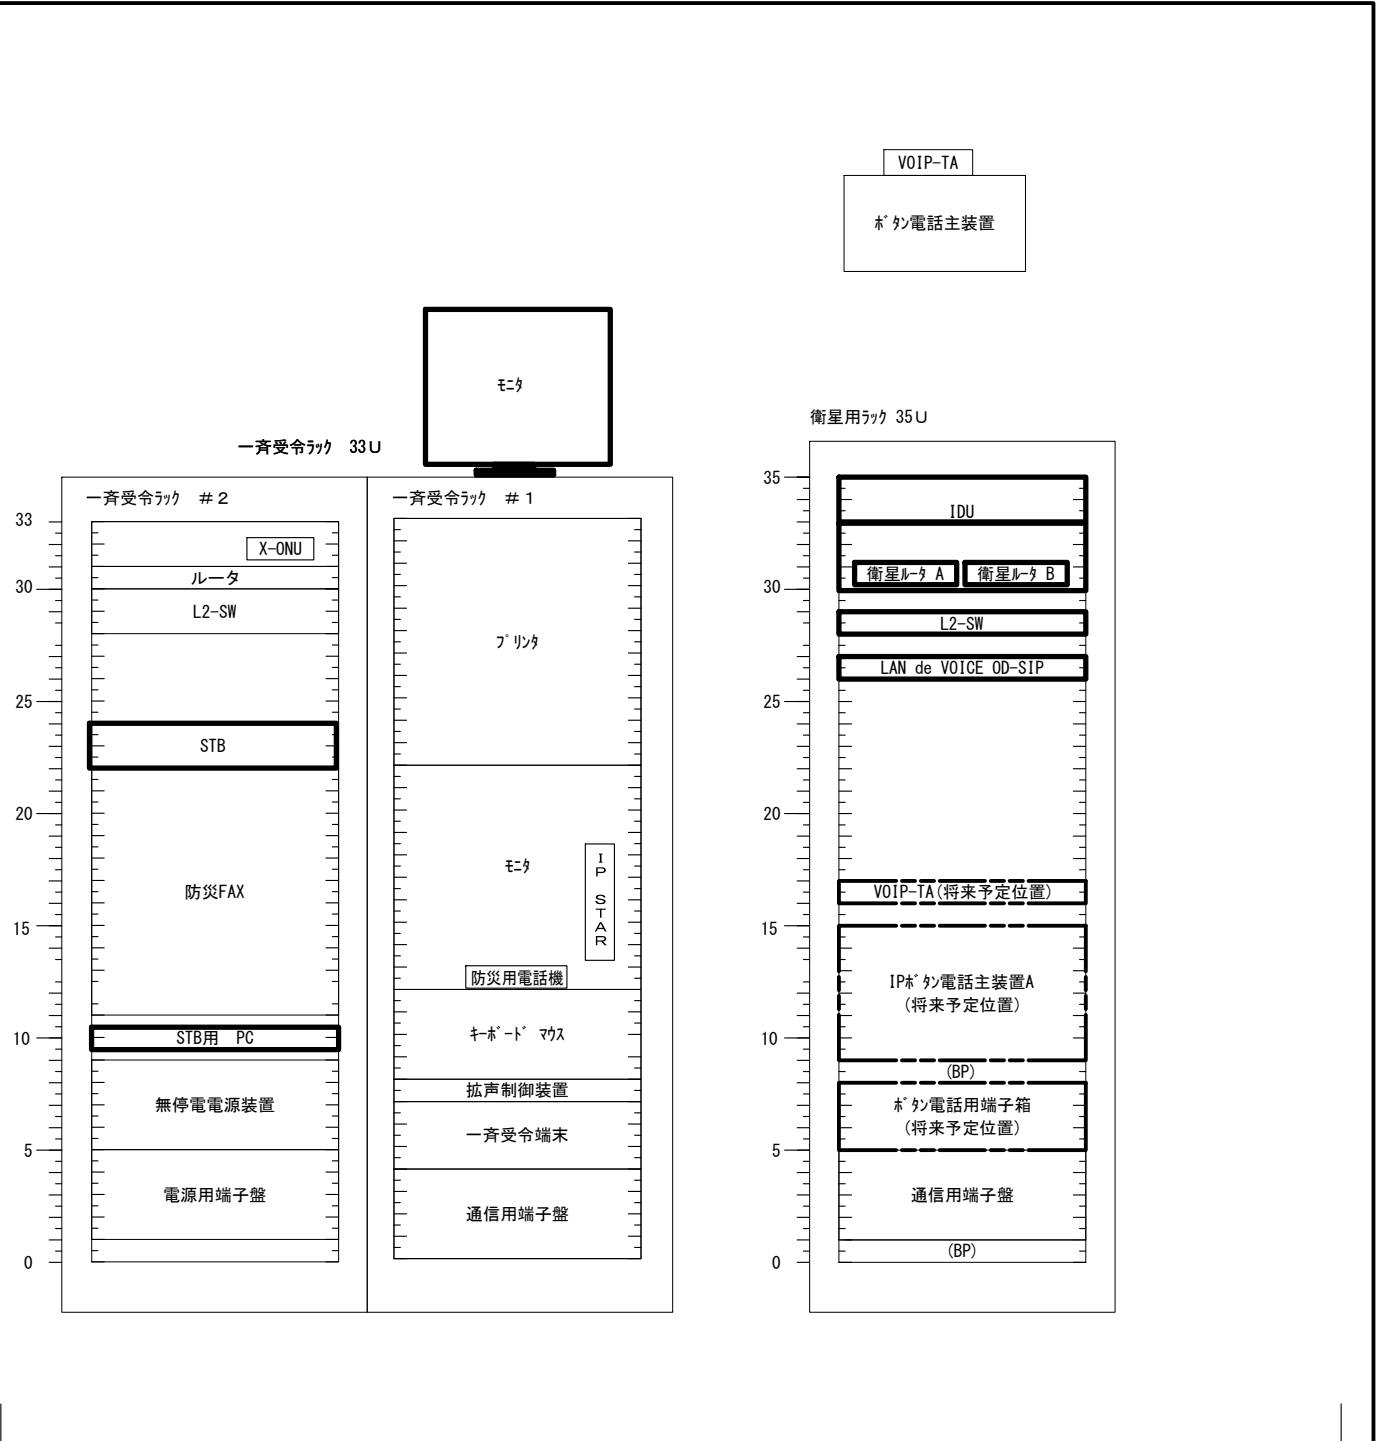 VOIP-TA
ﾎﾞﾀﾝ電話主装置
ﾓﾆﾀ
一斉受令ﾗｯｸ　33U
一斉受令ﾗｯｸ　＃２
33
30
25
20
15
10
5
0
X-ONU
ルータ
L2-SW
STB
防災FAX
STB用　PC
無停電電源装置
電源用端子盤
一斉受令ﾗｯｸ　＃１
ﾌﾟﾘﾝﾀ
ﾓﾆﾀ
IP STAR
防災用電話機
ｷｰﾎﾞｰﾄﾞ ﾏｳｽ
拡声制御装置
一斉受令端末
通信用端子盤
衛星用ﾗｯｸ 35U
35
30
25
20
15
10
5
0
IDU
衛星ﾙｰﾀ A
衛星ﾙｰﾀ B
L2-SW
LAN de VOICE OD-SIP
VOIP-TA(将来予定位置)
IPﾎﾞﾀﾝ電話主装置A
(将来予定位置)
(BP)
ﾎﾞﾀﾝ電話用端子箱
(将来予定位置)
通信用端子盤
(BP)